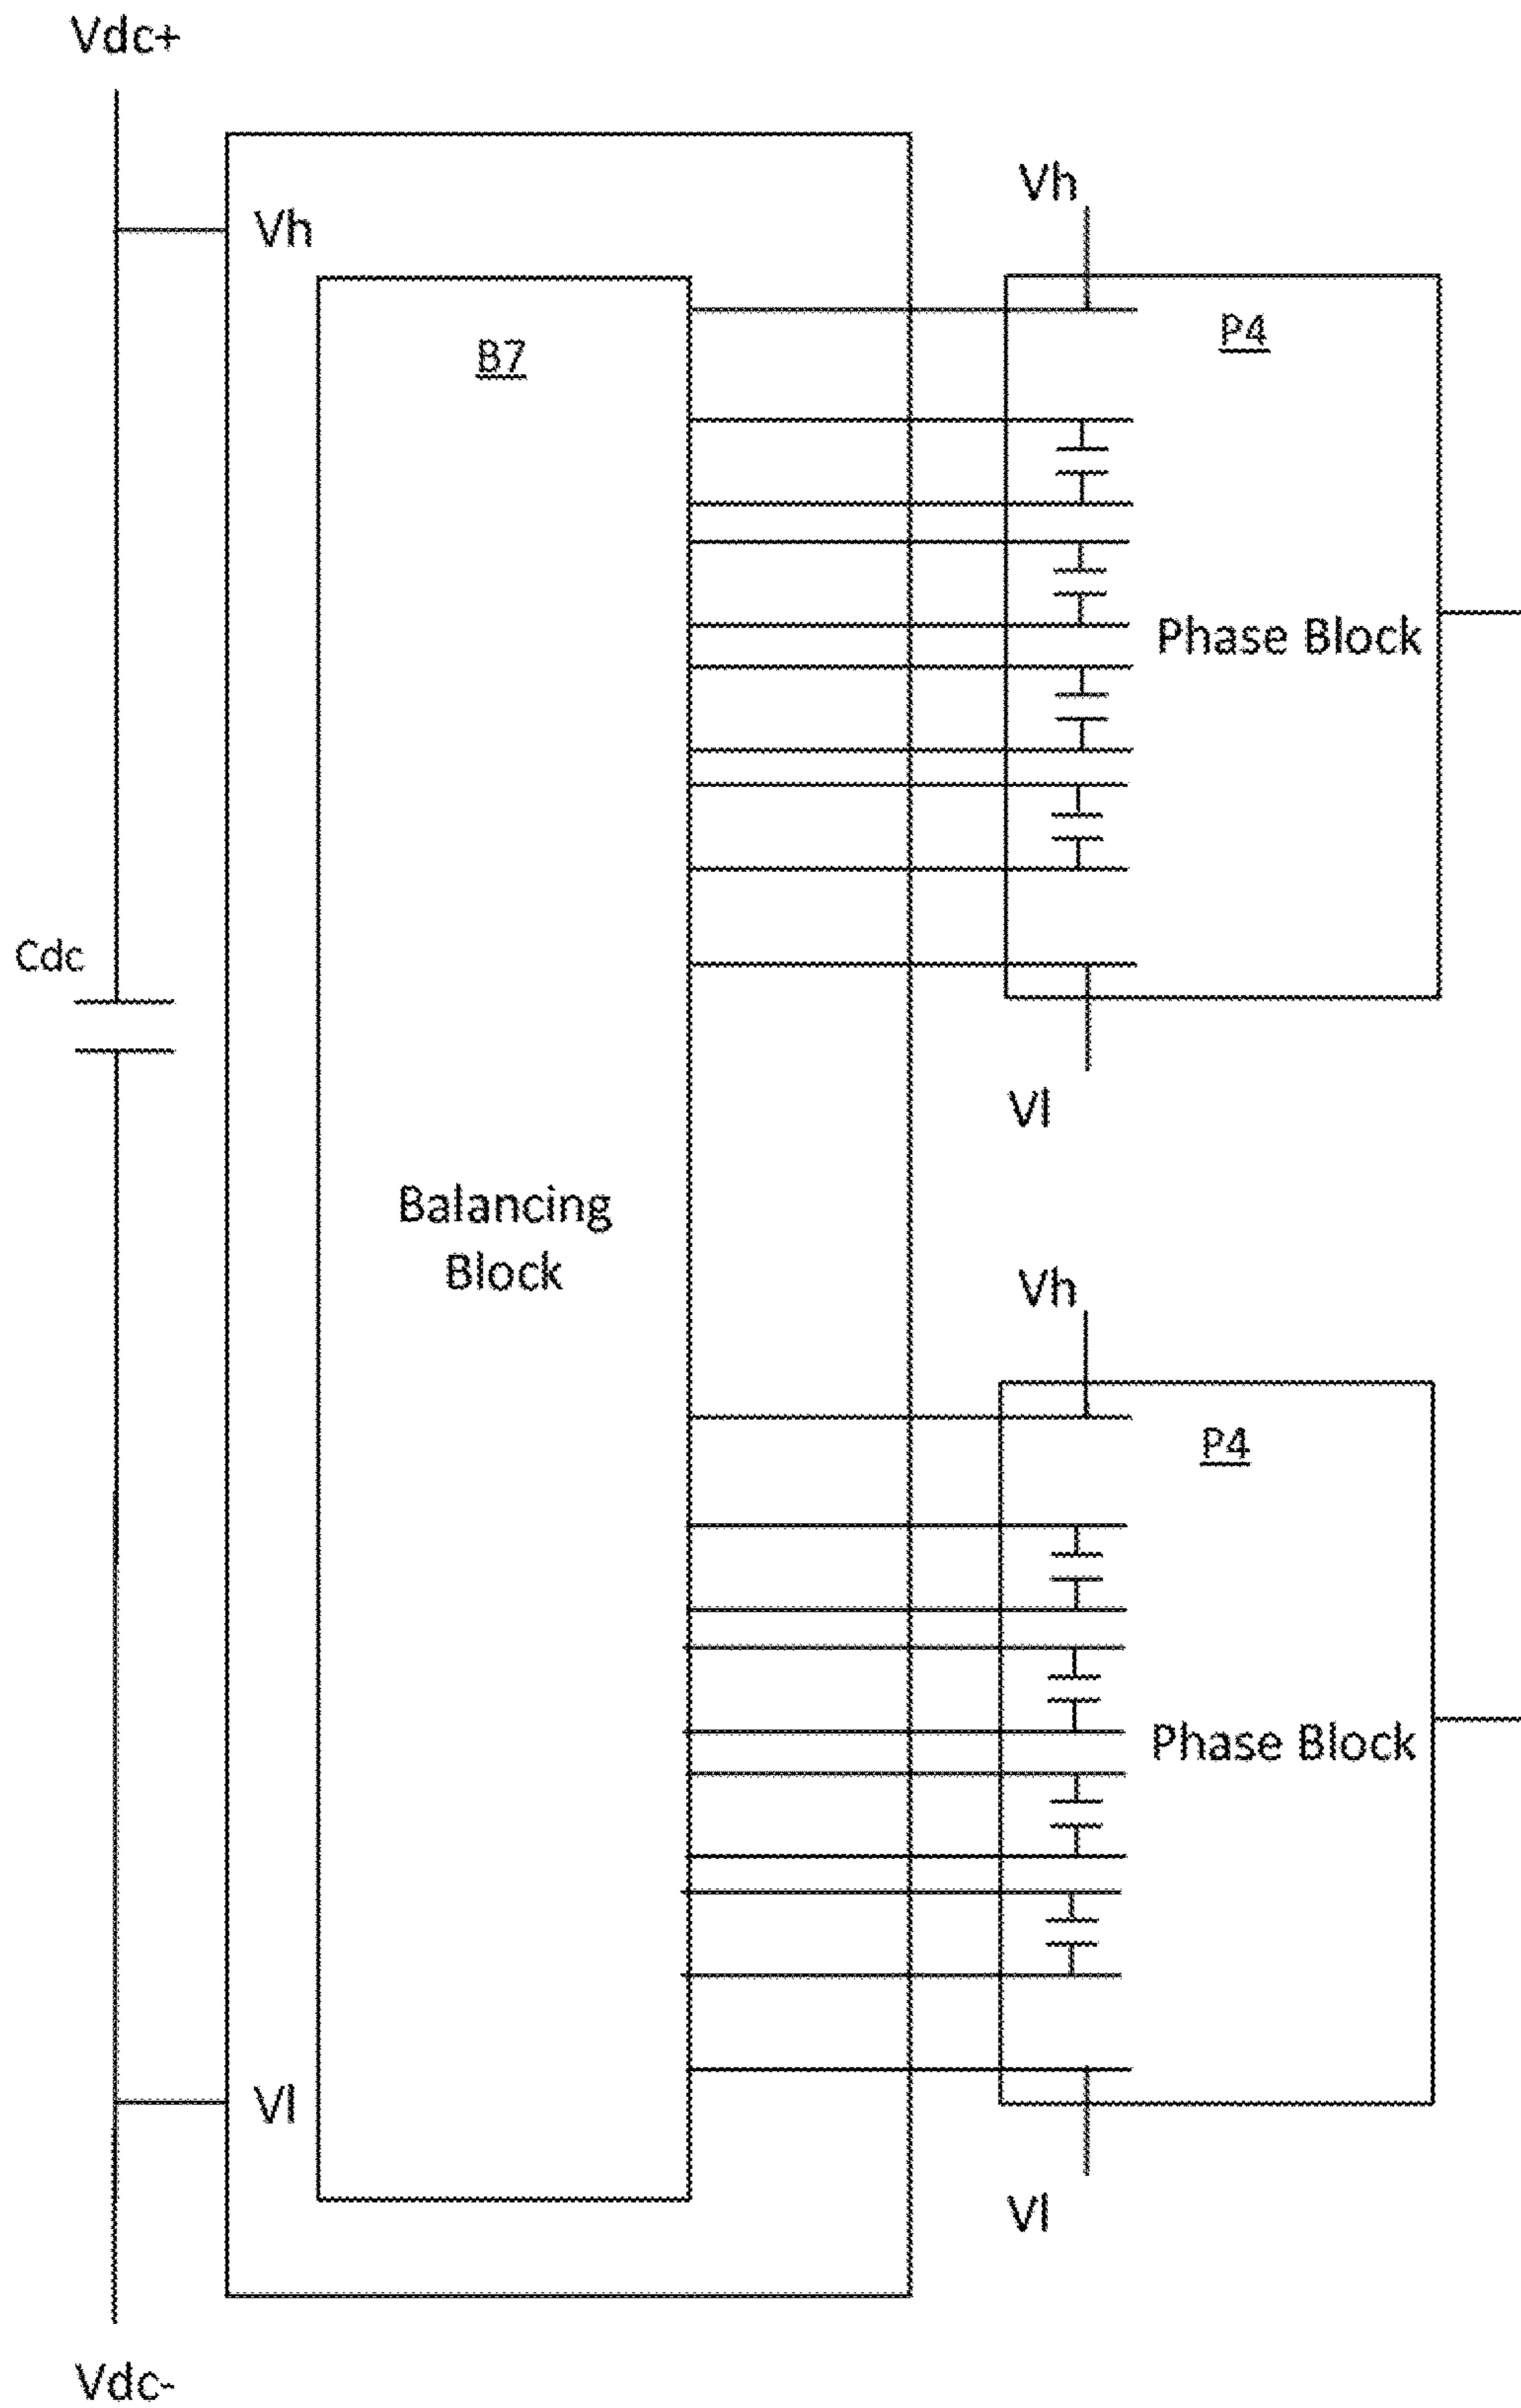 Vdc+
Vh
Vh
P4
B7
Phase Block
Cdc
Vl
Balancing
Block
Vh
P4
Phase Block
Vl
Vl
Vdc-